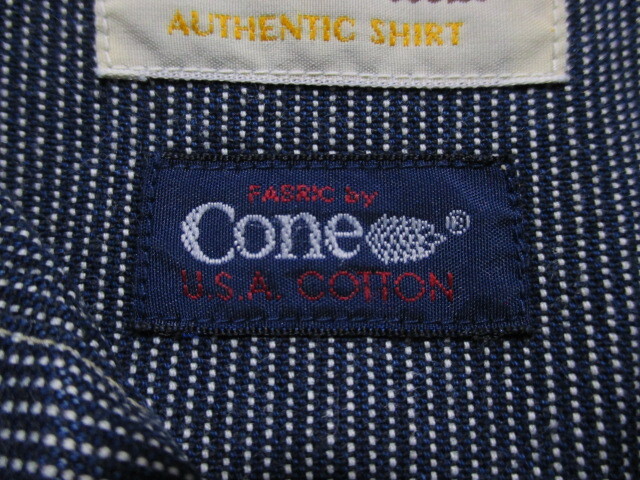 AUTHENTIC SHIRT
FABRIC by
Cone®
U.S.A. COTTON